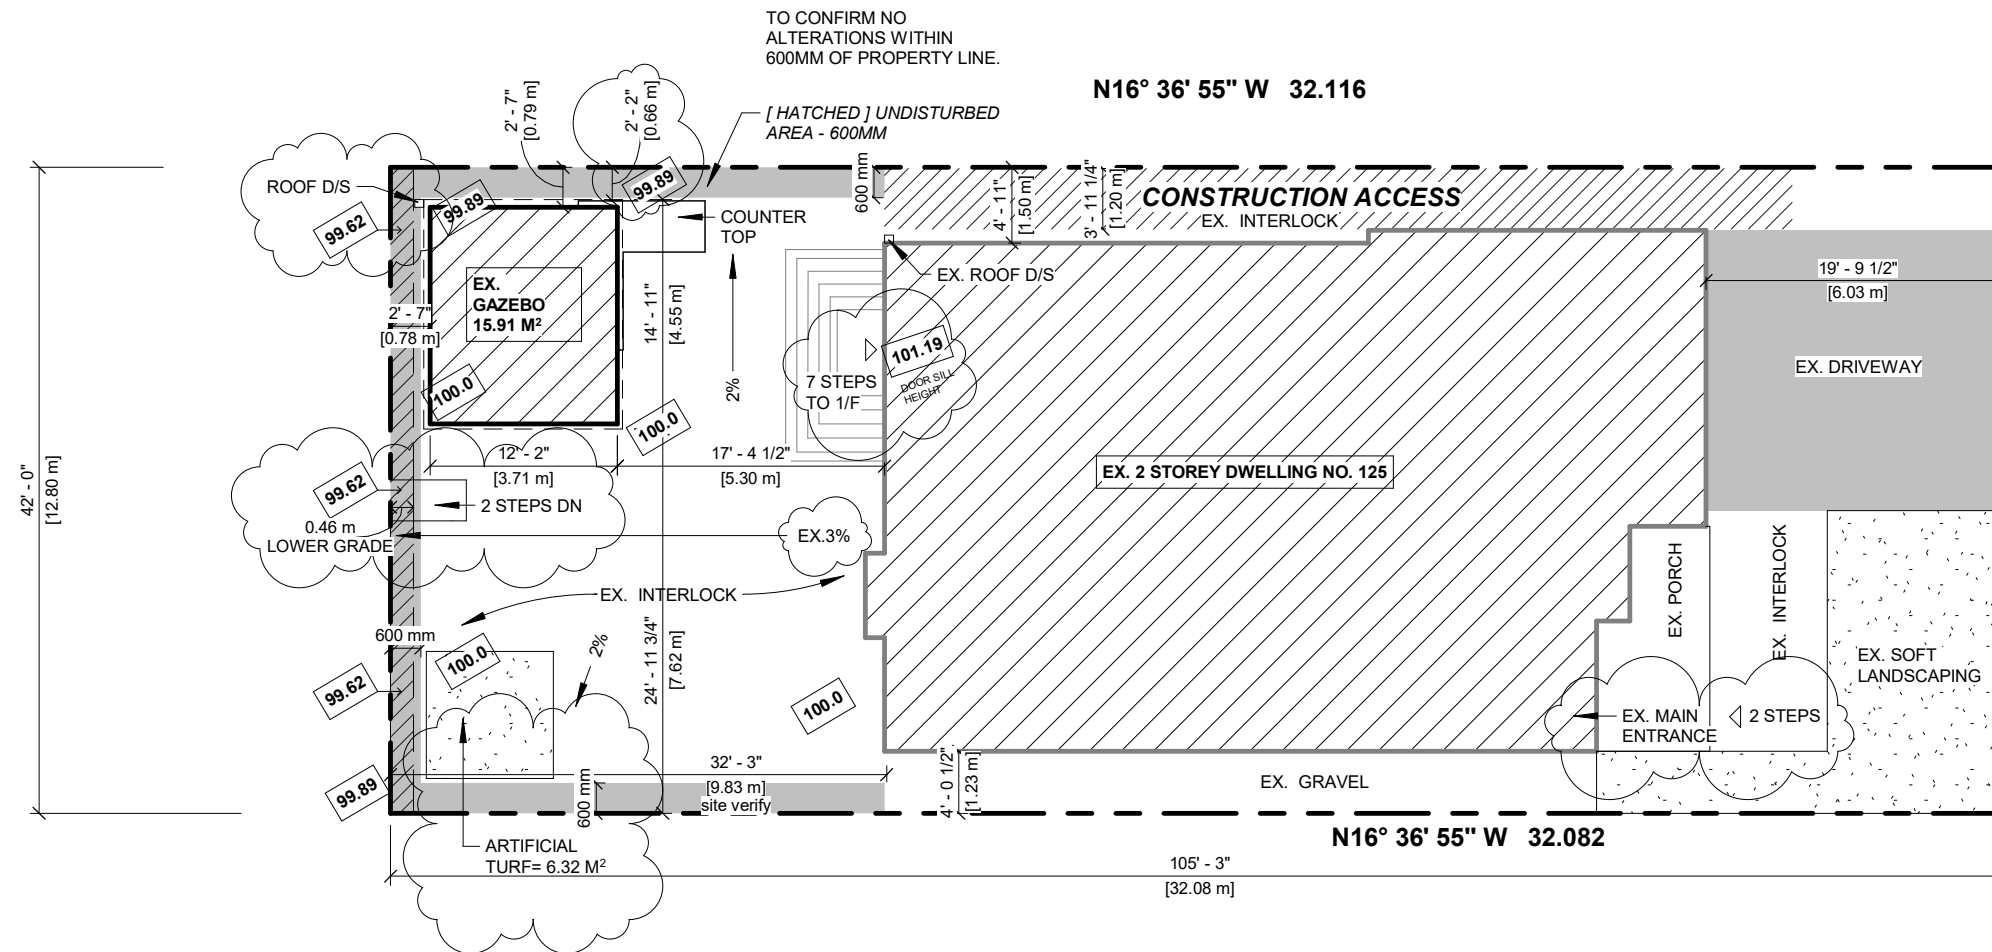 TO CONFIRM NO
ALTERATIONS WITHIN
600MM OF PROPERTY LINE.
N16° 36' 55" W 32.116
[ HATCHED ] UNDISTURBED
AREA - 600MM
2' - 7"
[0.79 m]
2' - 2"
[0.66 m]
ROOF D/S
99.62
99.89
99.89
COUNTER
TOP
600 mm
4' - 11"
[1.50 m]
3' - 11 1/4"
[1.20 m]
CONSTRUCTION ACCESS
EX. INTERLOCK
EX. ROOF D/S
19' - 9 1/2"
[6.03 m]
EX.
GAZEBO
15.91 M²
2' - 7"
[0.78 m]
14' - 11"
[4.55 m]
2%
101.19
DOOR SILL
HEIGHT
7 STEPS
TO 1/F
EX. DRIVEWAY
100.0
100.0
12' - 2"
[3.71 m]
17' - 4 1/2"
[5.30 m]
EX. 2 STOREY DWELLING NO. 125
42' - 0"
[12.80 m]
99.62
2 STEPS DN
0.46 m
LOWER GRADE
EX.3%
EX. INTERLOCK
EX. PORCH
EX. INTERLOCK
600 mm
100.0
2%
24' - 11 3/4"
[7.62 m]
99.62
100.0
EX. SOFT
LANDSCAPING
EX. MAIN
ENTRANCE
2 STEPS
99.89
32' - 3"
[9.83 m]
site verify
600 mm
4' - 0 1/2"
[1.23 m]
EX. GRAVEL
N16° 36' 55" W 32.082
ARTIFICIAL
TURF= 6.32 M²
105' - 3"
[32.08 m]